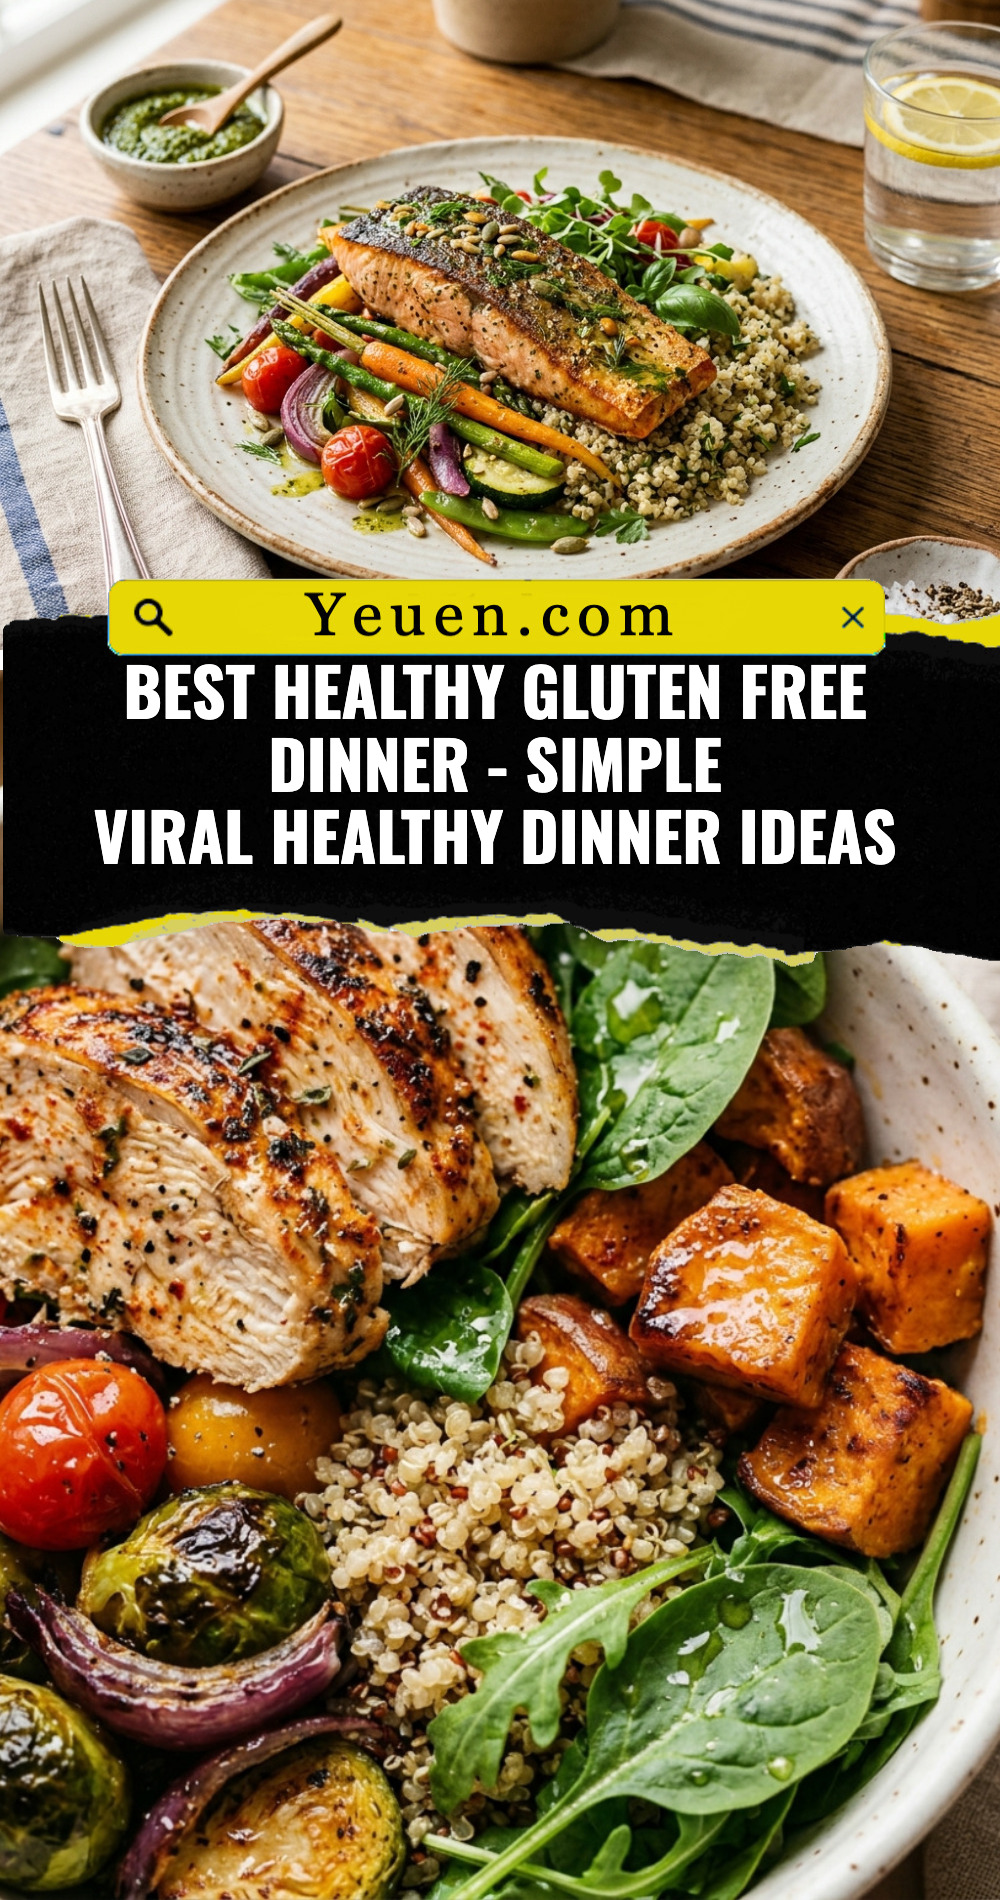 Yeuen.com
BEST HEALTHY GLUTEN FREE
DINNER - SIMPLE
VIRAL HEALTHY DINNER IDEAS